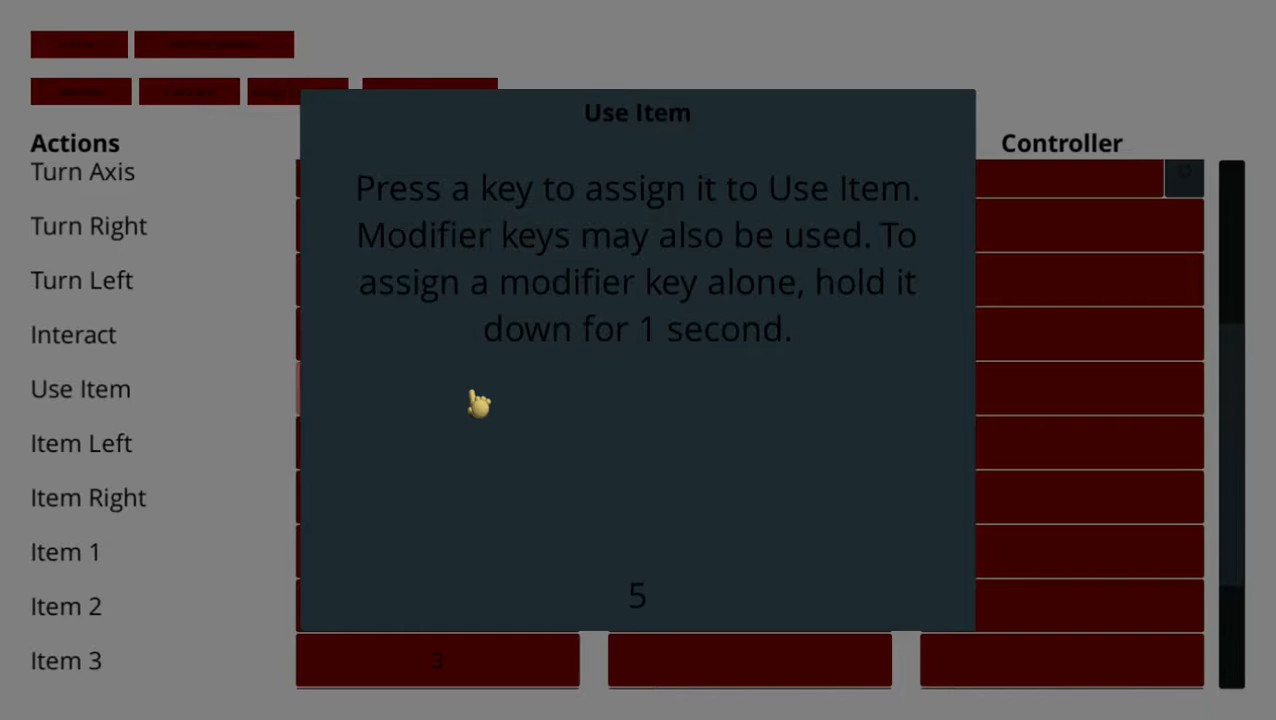 Use Item
Press a key to assign it to Use Item.
Modifier keys may also be used. To
assign a modifier key alone, hold it
down for 1 second.
5
Actions
Controller
Turn Axis
Turn Right
Turn Left
Interact
Use Item
Item Left
Item Right
Item 1
Item 2
Item 3
3